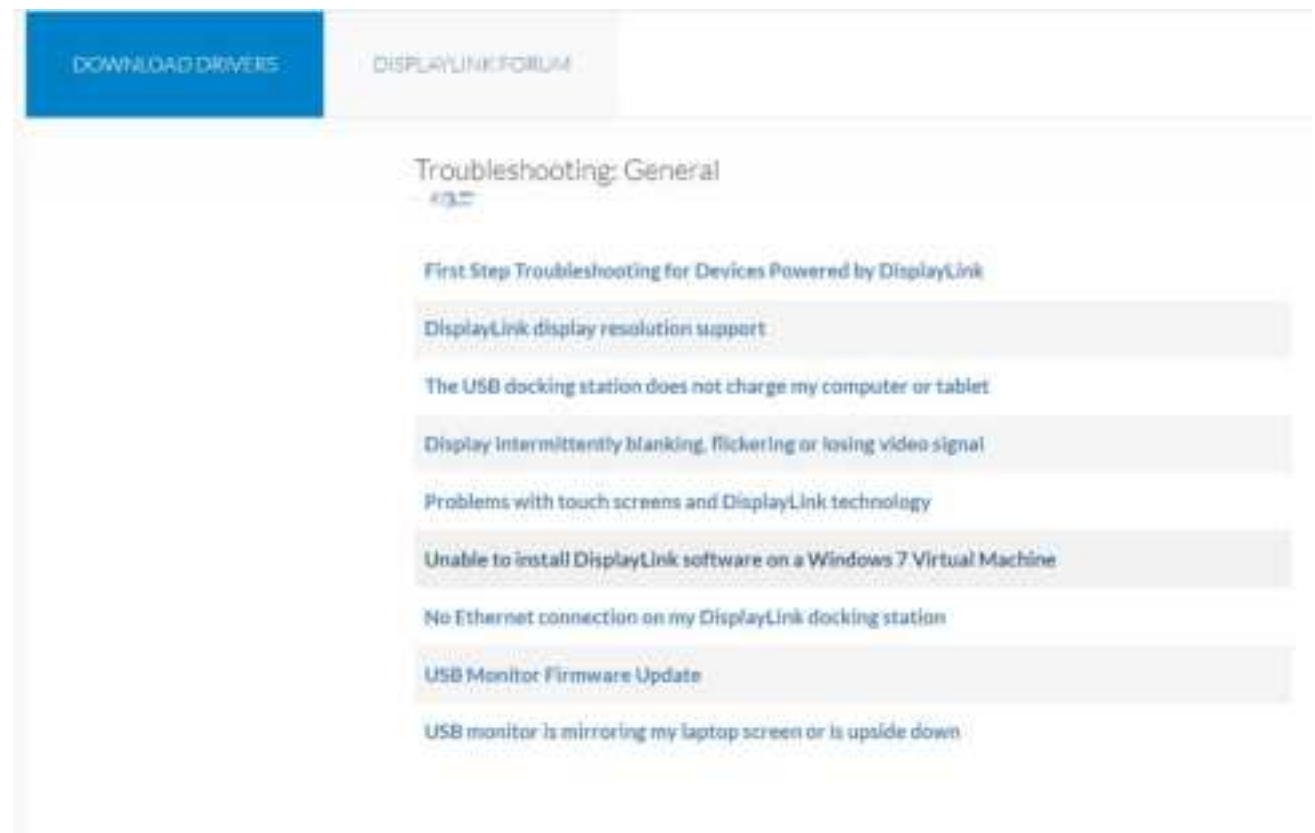 DOWNLOAD DRIVERS
DISPLAYLINK FORUM
Troubleshooting: General
First Step Troubleshooting for Devices Powered by DisplayLink
DisplayLink display resolution support
The USB docking station does not charge my computer or tablet
Display intermittently blanking, flickering or losing video signal
Problems with touch screens and DisplayLink technology
Unable to install DisplayLink software on a Windows 7 Virtual Machine
No Ethernet connection on my DisplayLink docking station
USB Monitor Firmware Update
USB monitor is mirroring my laptop screen or is upside down